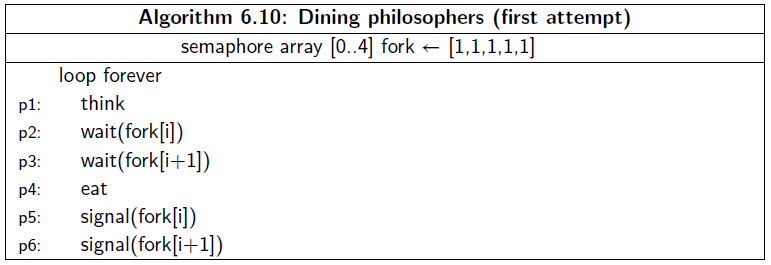 Algorithm 6.10: Dining philosophers (first attempt)
semaphore array [0..4] fork ← [1,1,1,1,1]
loop forever
p1: think
p2: wait(fork[i])
p3: wait(fork[i+1])
p4: eat
p5: signal(fork[i])
p6: signal(fork[i+1])